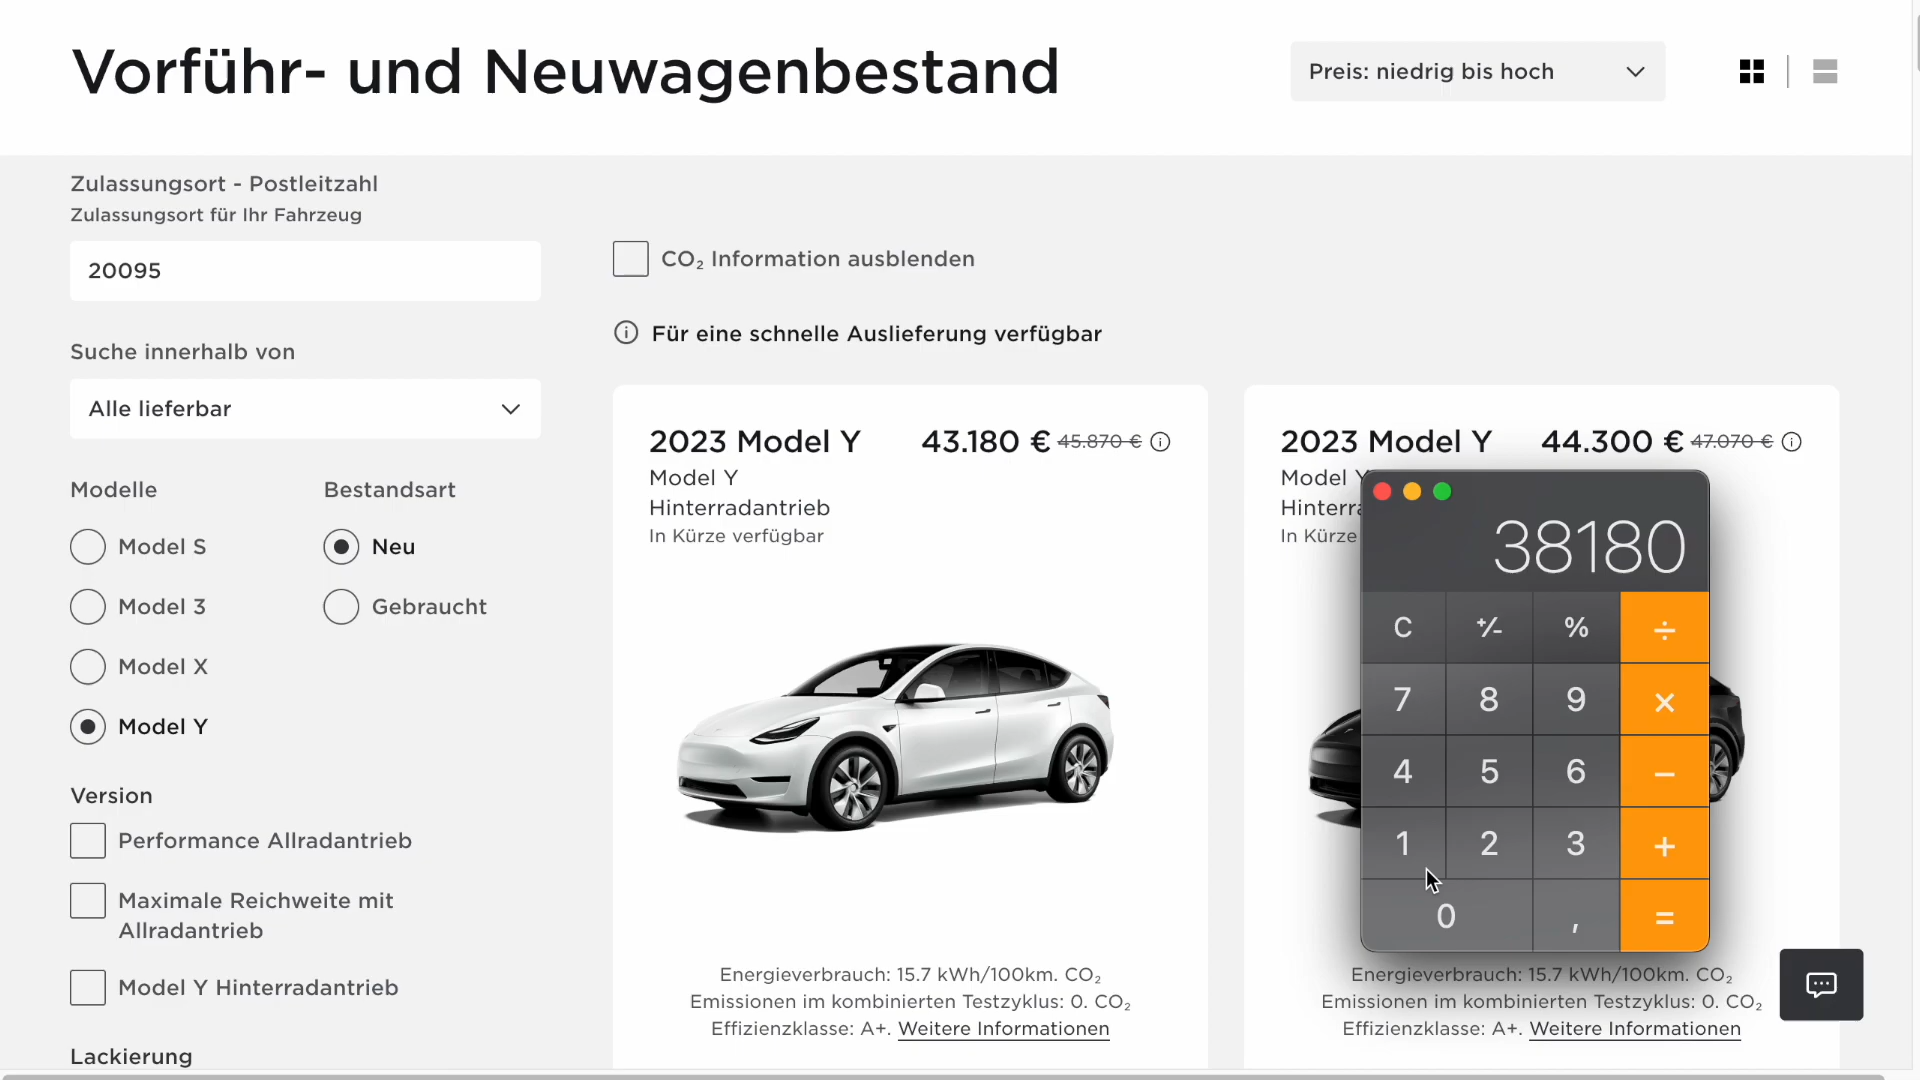 Vorführ- und Neuwagenbestand
Preis: niedrig bis hoch
Zulassungsort - Postleitzahl
Zulassungsort für Ihr Fahrzeug
20095
Suche innerhalb von
Alle lieferbar
Modelle
Bestandsart
Model S
Neu
Model 3
Gebraucht
Model X
Model Y
Version
Performance Allradantrieb
Maximale Reichweite mit
Allradantrieb
Model Y Hinterradantrieb
Lackierung
CO₂ Information ausblenden
Für eine schnelle Auslieferung verfügbar
2023 Model Y 43.180 € 45.870 €
Model Y
Hinterradantrieb
In Kürze verfügbar
Energieverbrauch: 15.7 kWh/100km. CO₂
Emissionen im kombinierten Testzyklus: 0. CO₂
Effizienzklasse: A+. Weitere Informationen
2023 Model Y 44.300 € 47.070 €
Model Y
Hinterra
In Kürze
38180
C ⁺∕₋ % ÷
7 8 9 ×
4 5 6 −
1 2 3 +
0 , =
Energieverbrauch: 15.7 kWh/100km. CO₂
Emissionen im kombinierten Testzyklus: 0. CO₂
Effizienzklasse: A+. Weitere Informationen